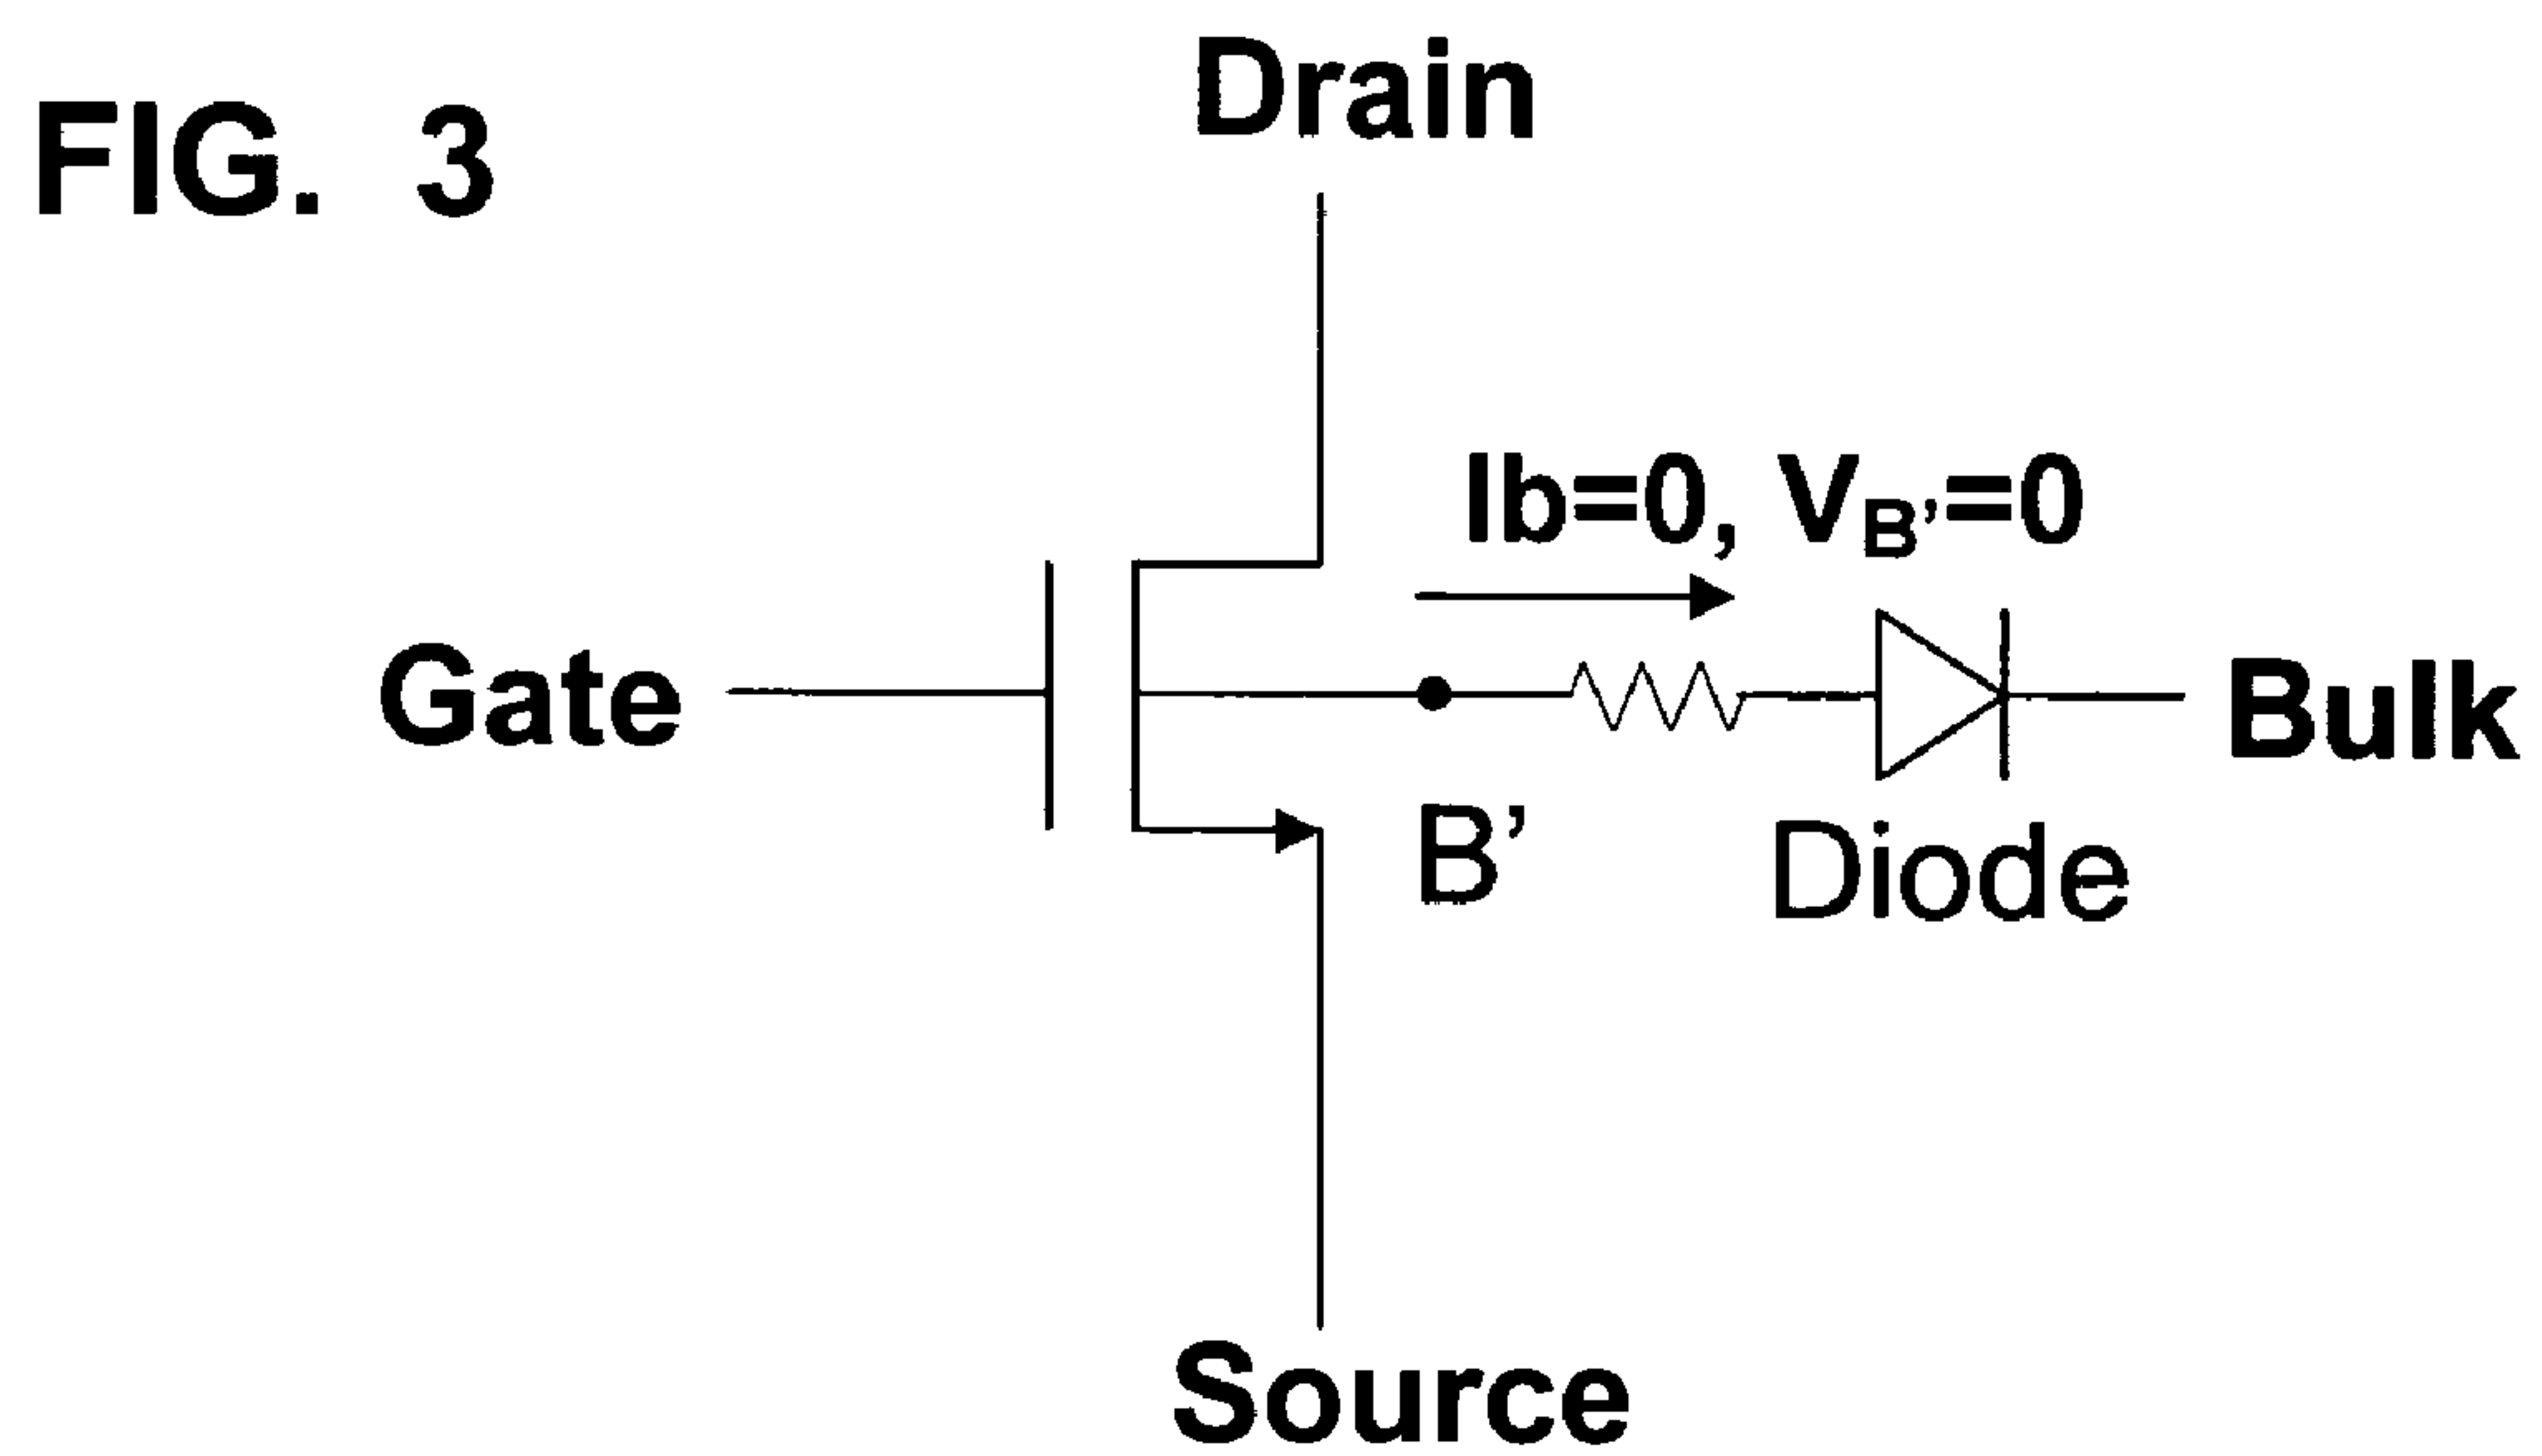 FIG. 3
Drain
Ib=0, VB’=0
Gate
Bulk
B’
Diode
Source